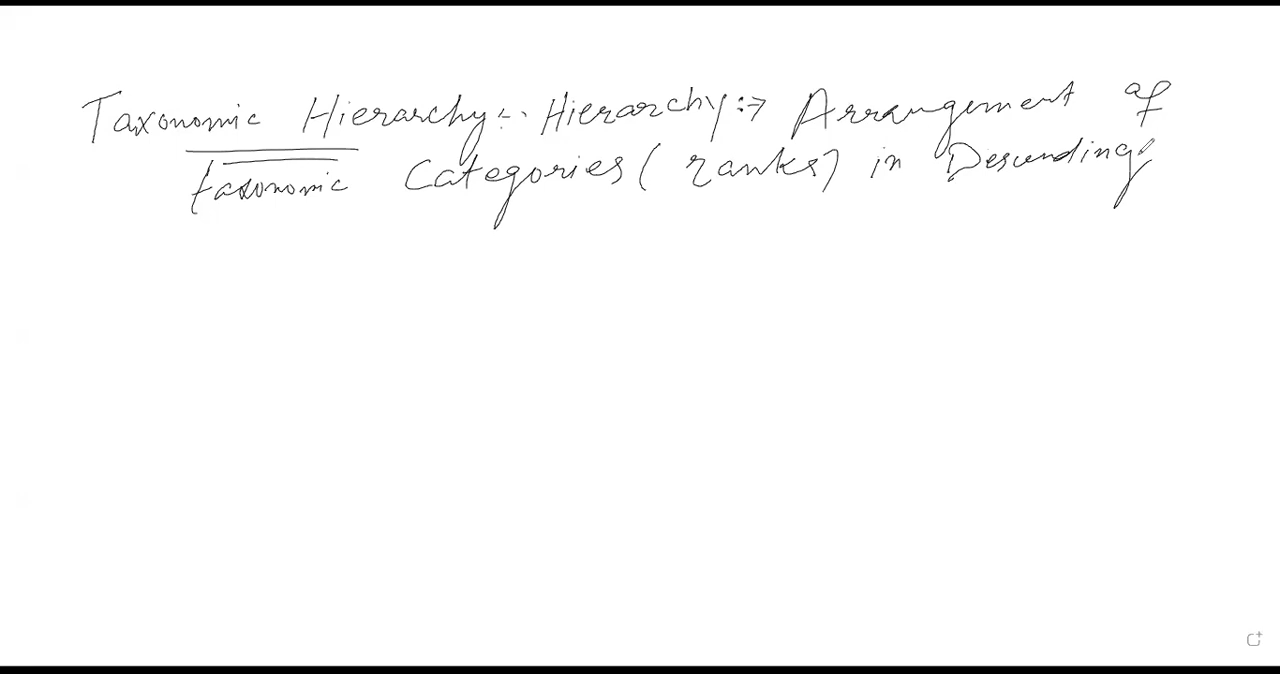 Taxonomic Hierarchy:- Hierarchy:→ Arrangement of
taxonomic Categories (ranks) in Descending